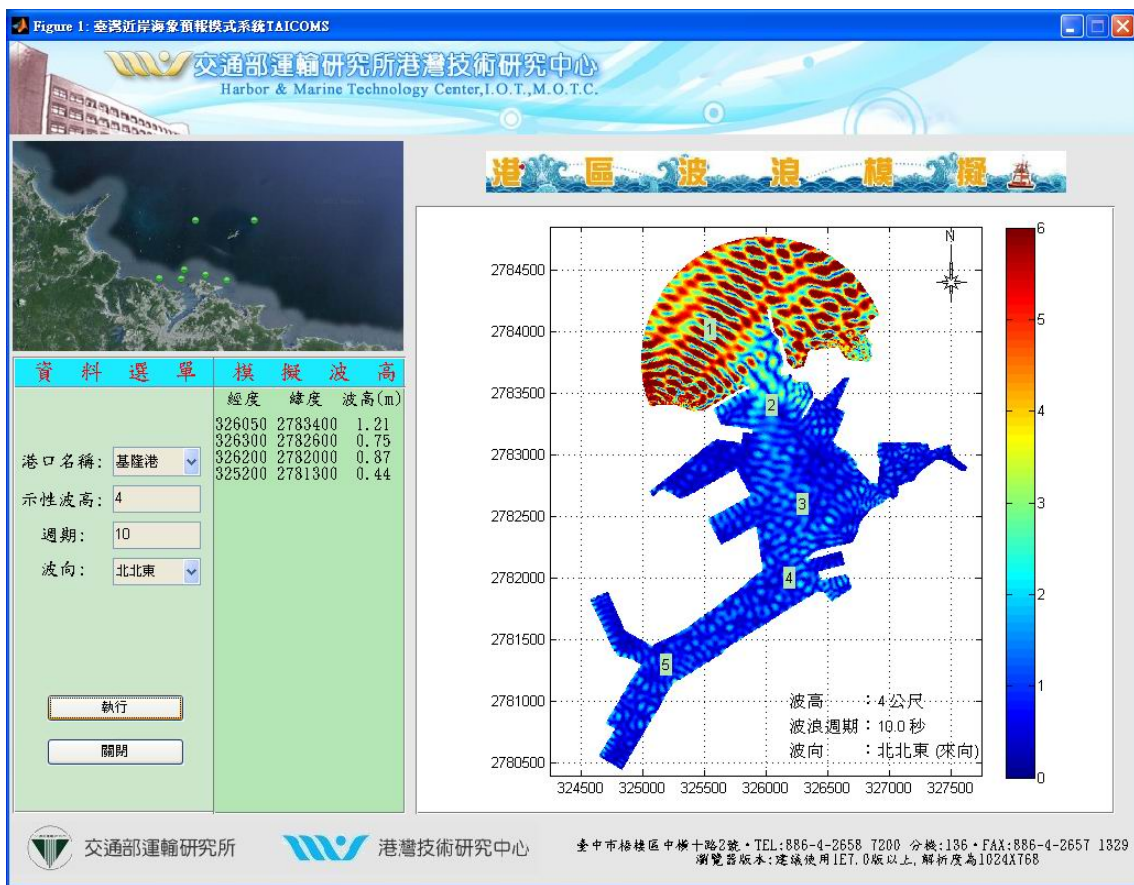 Figure 1: 臺灣近岸海象預報模式系統TAICOMS
交通部運輸研究所港灣技術研究中心
Harbor & Marine Technology Center,I.O.T.,M.O.T.C.
港區波浪模擬
資料選單
港口名稱: 基隆港
示性波高: 4
週期: 10
波向: 北北東
執行
關閉
模擬波高
經度 緯度 波高(m)
326050 2783400 1.21
326300 2782600 0.75
326200 2782000 0.87
325200 2781300 0.44
2784500
2784000
2783500
2783000
2782500
2782000
2781500
2781000
2780500
324500 325000 325500 326000 326500 327000 327500
N
1
2
3
4
5
波高 :4公尺
波浪週期:10.0秒
波向 :北北東(來向)
6
5
4
3
2
1
0
交通部運輸研究所
港灣技術研究中心
臺中市梧棲區中橫十路2號・TEL:886-4-2658 7200 分機:136・FAX:886-4-2657 1329
瀏覽器版本:建議使用IE7.0版以上,解析度為1024X768